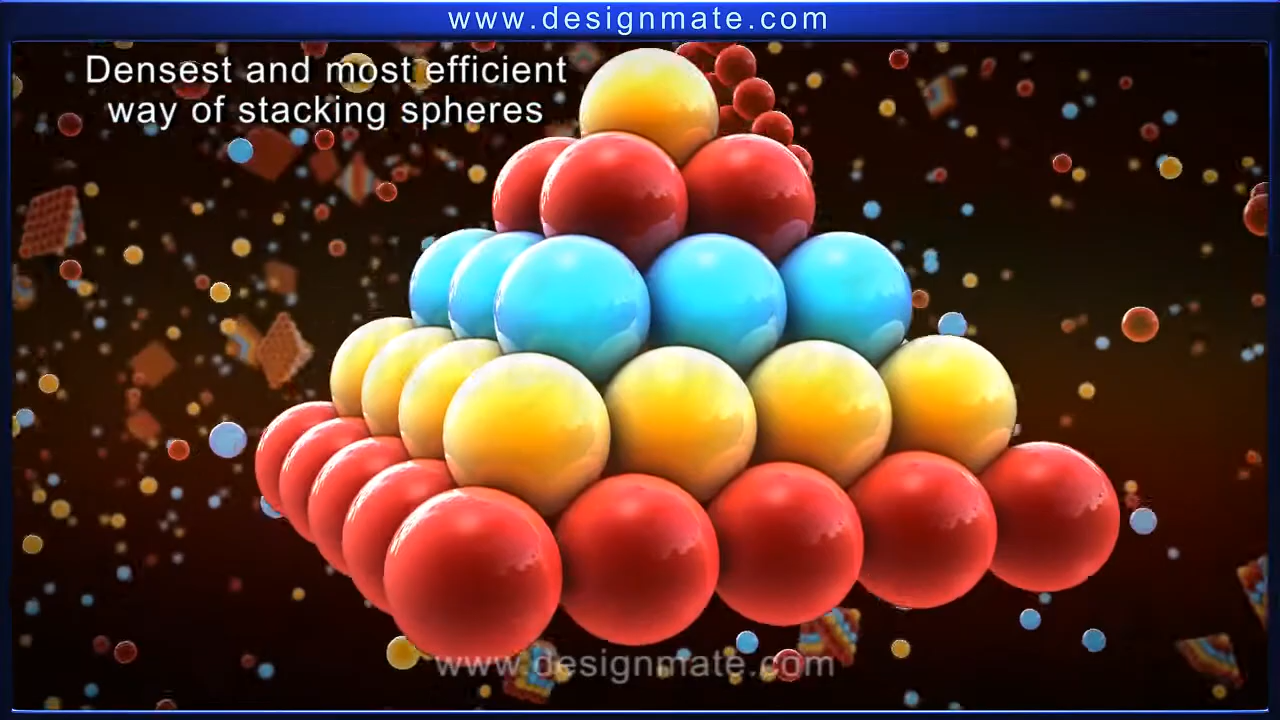 www.designmate.com
Densest and most efficient
way of stacking spheres
www.designmate.com